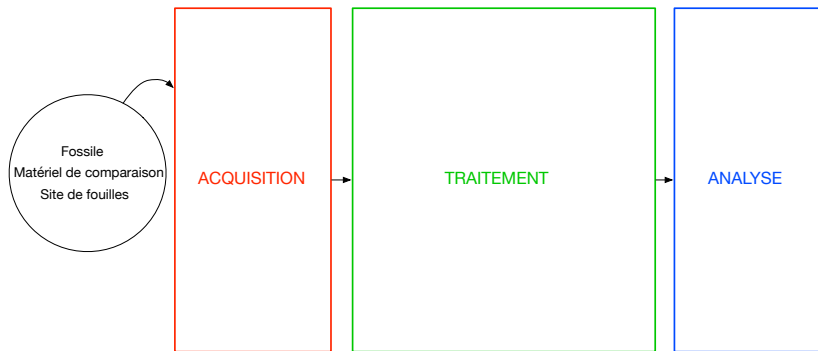 Fossile
Matériel de comparaison
Site de fouilles
ACQUISITION
TRAITEMENT
ANALYSE